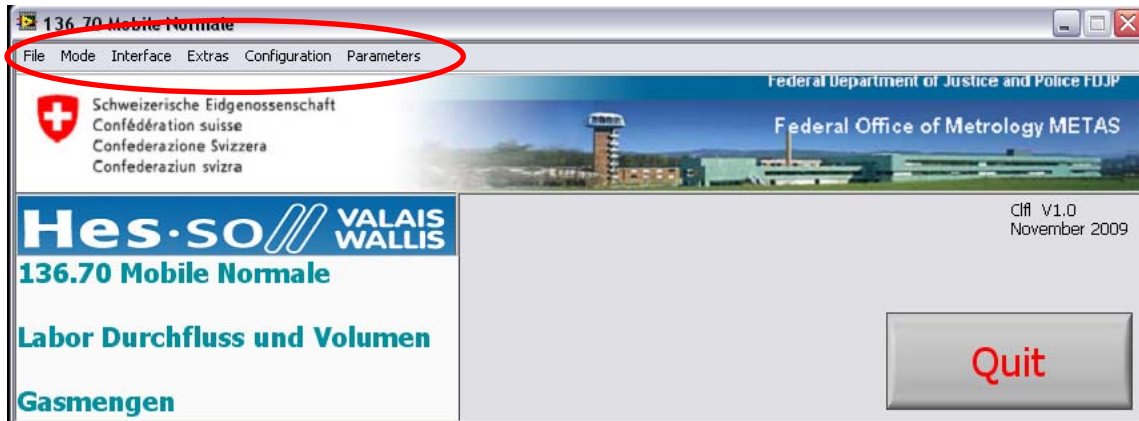 136.70 Mobile Normale
File Mode Interface Extras Configuration Parameters
Federal Department of Justice and Police FDJP
Schweizerische Eidgenossenschaft
Confédération suisse
Confederazione Svizzera
Confederaziun svizra
Federal Office of Metrology METAS
Hes·so VALAIS WALLIS
Clfl V1.0
November 2009
136.70 Mobile Normale
Labor Durchfluss und Volumen
Quit
Gasmengen